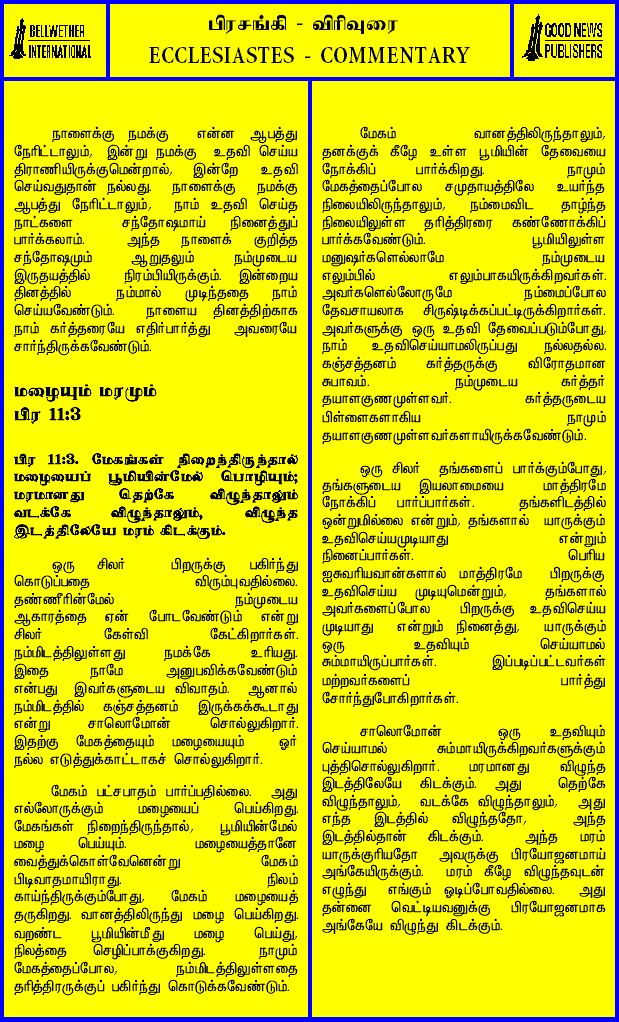 BELLWETHER
INTERNATIONAL
பிரசங்கி - விரிவுரை
ECCLESIASTES - COMMENTARY
GOOD NEWS
PUBLISHERS
நாளைக்கு நமக்கு என்ன ஆபத்து
நேரிட்டாலும், இன்று நமக்கு உதவி செய்ய
திராணியிருக்குமென்றால், இன்றே உதவி
செய்வதுதான் நல்லது. நாளைக்கு நமக்கு
ஆபத்து நேரிட்டாலும், நாம் உதவி செய்த
நாட்களை சந்தோஷமாய் நினைத்துப்
பார்க்கலாம். அந்த நாளைக் குறித்த
சந்தோஷமும் ஆறுதலும் நம்முடைய
இருதயத்தில் நிரம்பியிருக்கும். இன்றைய
தினத்தில் நம்மால் முடிந்ததை நாம்
செய்யவேண்டும். நாளைய தினத்திற்காக
நாம் கர்த்தரையே எதிர்பார்த்து அவரையே
சார்ந்திருக்கவேண்டும்.
மழையும் மரமும்
பிர 11:3
பிர 11:3. மேகங்கள் நிறைந்திருந்தால்
மழையைப் பூமியின்மேல் பொழியும்;
மரமானது தெற்கே விழுந்தாலும்
வடக்கே விழுந்தாலும், விழுந்த
இடத்திலேயே மரம் கிடக்கும்.
ஒரு சிலர் பிறருக்கு பகிர்ந்து
கொடுப்பதை விரும்புவதில்லை.
தண்ணீரின்மேல் நம்முடைய
ஆகாரத்தை ஏன் போடவேண்டும் என்று
சிலர் கேள்வி கேட்கிறார்கள்.
நம்மிடத்திலுள்ளது நமக்கே உரியது.
இதை நாமே அனுபவிக்கவேண்டும்
என்பது இவர்களுடைய விவாதம். ஆனால்
நம்மிடத்தில் கஞ்சத்தனம் இருக்கக்கூடாது
என்று சாலொமோன் சொல்லுகிறார்.
இதற்கு மேகத்தையும் மழையையும் ஓர்
நல்ல எடுத்துக்காட்டாகச் சொல்லுகிறார்.
மேகம் பட்சபாதம் பார்ப்பதில்லை. அது
எல்லோருக்கும் மழையைப் பெய்கிறது.
மேகங்கள் நிறைந்திருந்தால், பூமியின்மேல்
மழை பெய்யும். மழையைத்தானே
வைத்துக்கொள்வேனென்று மேகம்
பிடிவாதமாயிராது. நிலம்
காய்ந்திருக்கும்போது, மேகம் மழையைத்
தருகிறது. வானத்திலிருந்து மழை பெய்கிறது.
வறண்ட பூமியின்மீது மழை பெய்து,
நிலத்தை செழிப்பாக்குகிறது. நாமும்
மேகத்தைப்போல, நம்மிடத்திலுள்ளதை
தரித்திரருக்குப் பகிர்ந்து கொடுக்கவேண்டும்.
மேகம் வானத்திலிருந்தாலும்,
தனக்குக் கீழே உள்ள பூமியின் தேவையை
நோக்கிப் பார்க்கிறது. நாமும்
மேகத்தைப்போல சமுதாயத்திலே உயர்ந்த
நிலையிலிருந்தாலும், நம்மைவிட தாழ்ந்த
நிலையிலுள்ள தரித்திரரை கண்ணோக்கிப்
பார்க்கவேண்டும். பூமியிலுள்ள
மனுஷர்களெல்லாமே நம்முடைய
எலும்பில் எலும்பாகயிருக்கிறவர்கள்.
அவர்களெல்லோருமே நம்மைப்போல
தேவசாயலாக சிருஷ்டிக்கப்பட்டிருக்கிறார்கள்.
அவர்களுக்கு ஒரு உதவி தேவைப்படும்போது,
நாம் உதவிசெய்யாமலிருப்பது நல்லதல்ல.
கஞ்சத்தனம் கர்த்தருக்கு விரோதமான
சுபாவம். நம்முடைய கர்த்தர்
தயாளகுணமுள்ளவர். கர்த்தருடைய
பிள்ளைகளாகிய நாமும்
தயாளகுணமுள்ளவர்களாயிருக்கவேண்டும்.
ஒரு சிலர் தங்களைப் பார்க்கும்போது,
தங்களுடைய இயலாமையை மாத்திரமே
நோக்கிப் பார்ப்பார்கள். தங்களிடத்தில்
ஒன்றுமில்லை என்றும், தங்களால் யாருக்கும்
உதவிசெய்யமுடியாது என்றும்
நினைப்பார்கள். பெரிய
ஐசுவரியவான்களால் மாத்திரமே பிறருக்கு
உதவிசெய்ய முடியுமென்றும், தங்களால்
அவர்களைப்போல பிறருக்கு உதவிசெய்ய
முடியாது என்றும் நினைத்து, யாருக்கும்
ஒரு உதவியும் செய்யாமல்
சும்மாயிருப்பார்கள். இப்படிப்பட்டவர்கள்
மற்றவர்களைப் பார்த்து
சோர்ந்துபோகிறார்கள்.
சாலொமோன் ஒரு உதவியும்
செய்யாமல் சும்மாயிருக்கிறவர்களுக்கும்
புத்திசொல்லுகிறார். மரமானது விழுந்த
இடத்திலேயே கிடக்கும். அது தெற்கே
விழுந்தாலும், வடக்கே விழுந்தாலும், அது
எந்த இடத்தில் விழுந்ததோ, அந்த
இடத்தில்தான் கிடக்கும். அந்த மரம்
யாருக்குரியதோ அவருக்கு பிரயோஜனமாய்
அங்கேயிருக்கும். மரம் கீழே விழுந்தவுடன்
எழுந்து எங்கும் ஓடிப்போவதில்லை. அது
தன்னை வெட்டியவனுக்கு பிரயோஜனமாக
அங்கேயே விழுந்து கிடக்கும்.